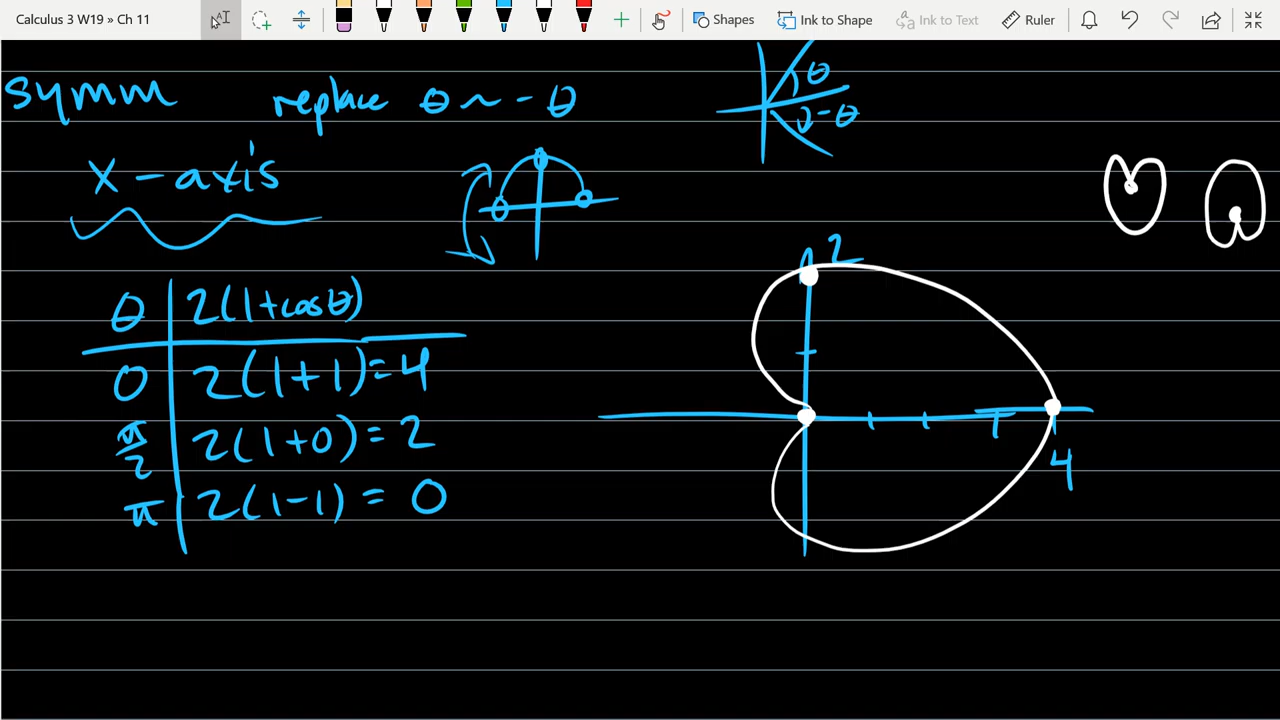 Calculus 3 W19 » Ch 11
Shapes
Ink to Shape
Ink to Text
Ruler
symm replace θ ~ -θ
θ
-θ
x-axis
2
θ 2(1+cosθ)
0 2(1+1)=4
π/2 2(1+0)=2
π 2(1-1)=0
4